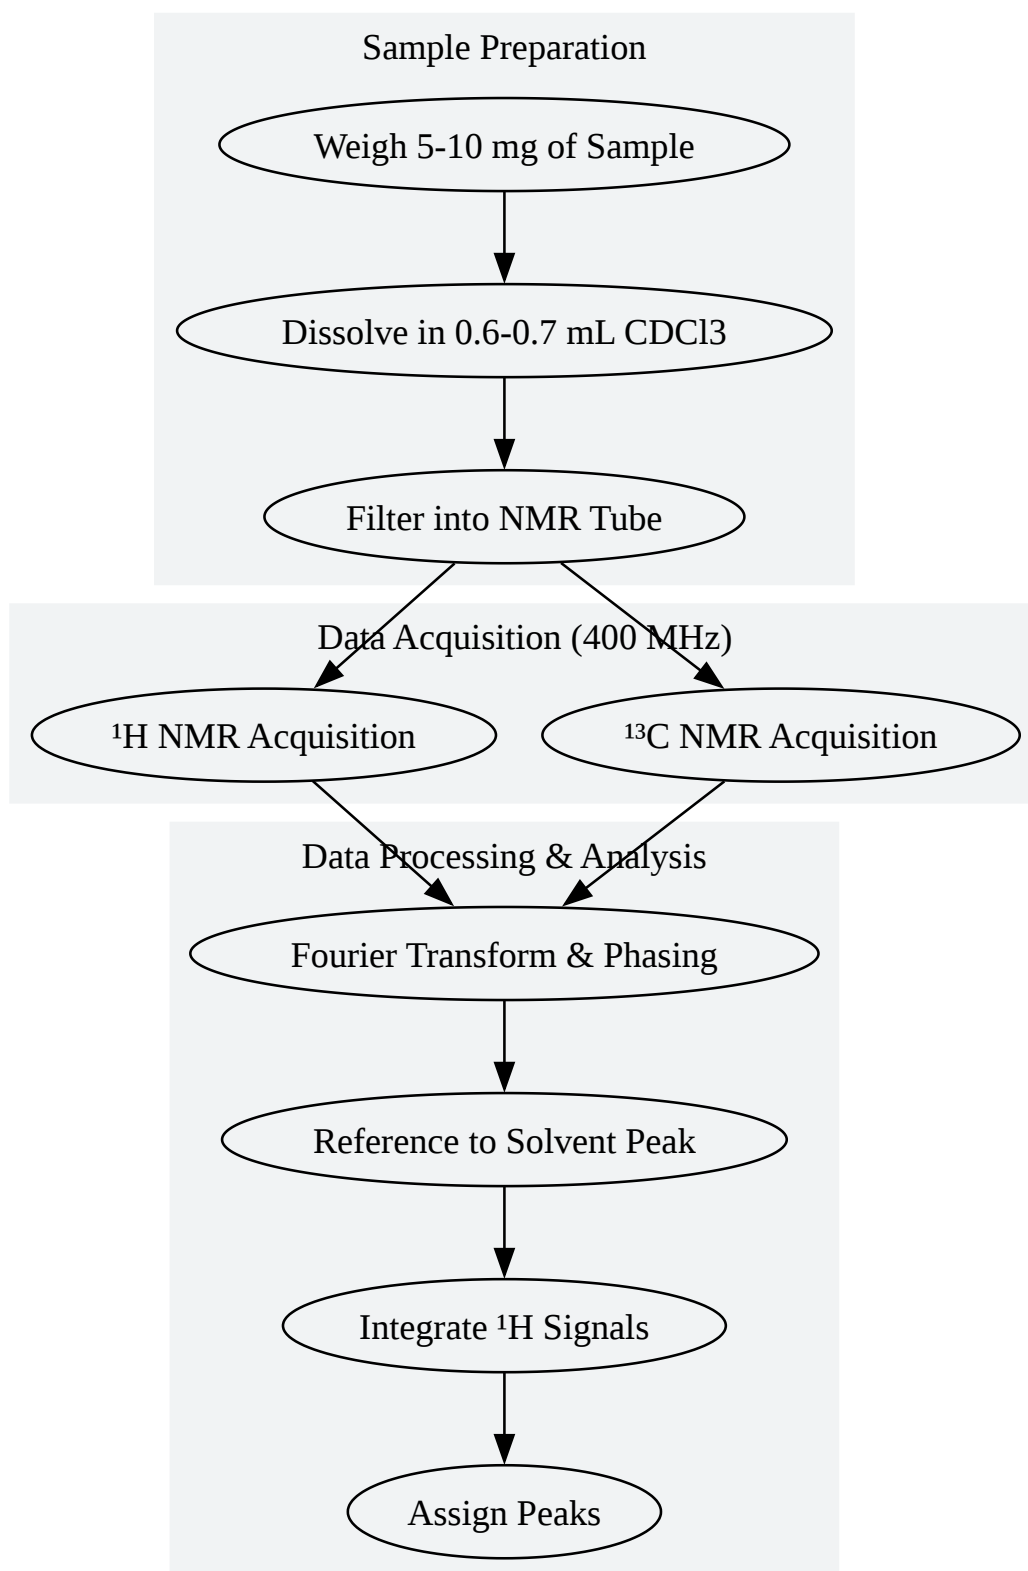 Sample Preparation
Weigh 5-10 mg of Sample
Dissolve in 0.6-0.7 mL CDCl3
Filter into NMR Tube
Data Acquisition (400 MHz)
¹H NMR Acquisition
¹³C NMR Acquisition
Data Processing & Analysis
Fourier Transform & Phasing
Reference to Solvent Peak
Integrate ¹H Signals
Assign Peaks